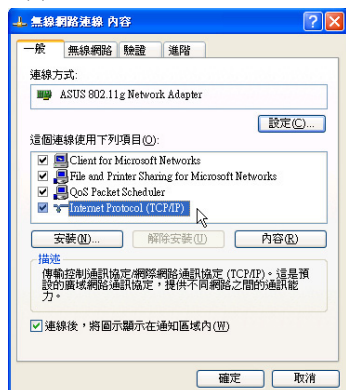 無線網路連線 內容
一般 無線網路 驗證 進階
連線方式:
ASUS 802.11g Network Adapter
設定(C)...
這個連線使用下列項目(O):
Client for Microsoft Networks
File and Printer Sharing for Microsoft Networks
QoS Packet Scheduler
Internet Protocol (TCP/IP)
安裝(N)... 解除安裝(U) 內容(R)
描述
傳輸控制通訊協定/網際網路通訊協定 (TCP/IP)。這是預
設的廣域網路通訊協定，提供不同網路之間的通訊能
力。
連線後，將圖示顯示在通知區域內(W)
確定 取消